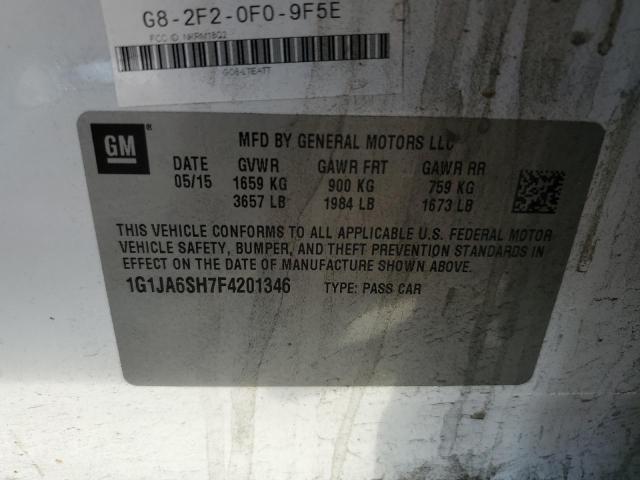 G8-2F2-0F0-9F5E
FCC ID NKRM18Q2
GM ®
MFD BY GENERAL MOTORS LLC
DATE GVWR GAWR FRT GAWR RR
05/15 1659 KG 900 KG 759 KG
3657 LB 1984 LB 1673 LB
THIS VEHICLE CONFORMS TO ALL APPLICABLE U.S. FEDERAL MOTOR
VEHICLE SAFETY, BUMPER, AND THEFT PREVENTION STANDARDS IN
EFFECT ON THE DATE OF MANUFACTURE SHOWN ABOVE.
1G1JA6SH7F4201346 TYPE: PASS CAR